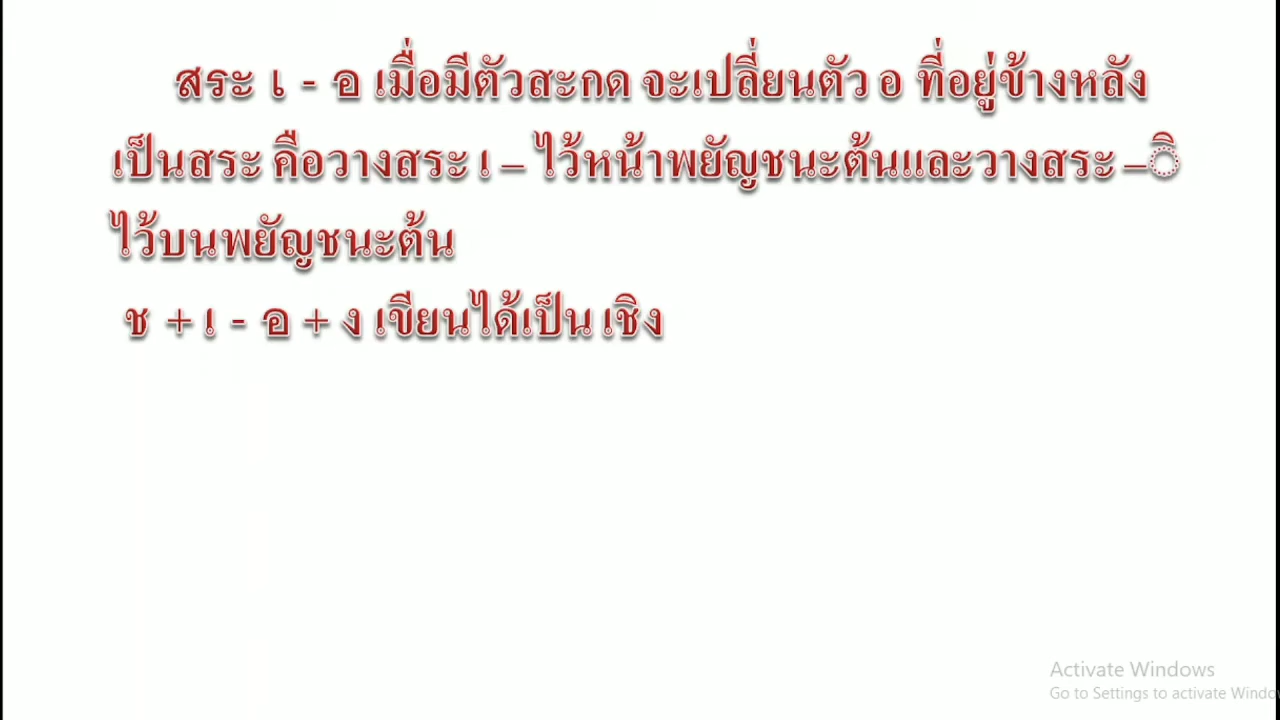 สระ เ - อ เมื่อมีตัวสะกด จะเปลี่ยนตัว อ ที่อยู่ข้างหลัง
เป็นสระ คือวางสระ เ – ไว้หน้าพยัญชนะต้นและวางสระ –ิ
ไว้บนพยัญชนะต้น
ช + เ - อ + ง เขียนได้เป็น เชิง
Activate Windows
Go to Settings to activate Windo